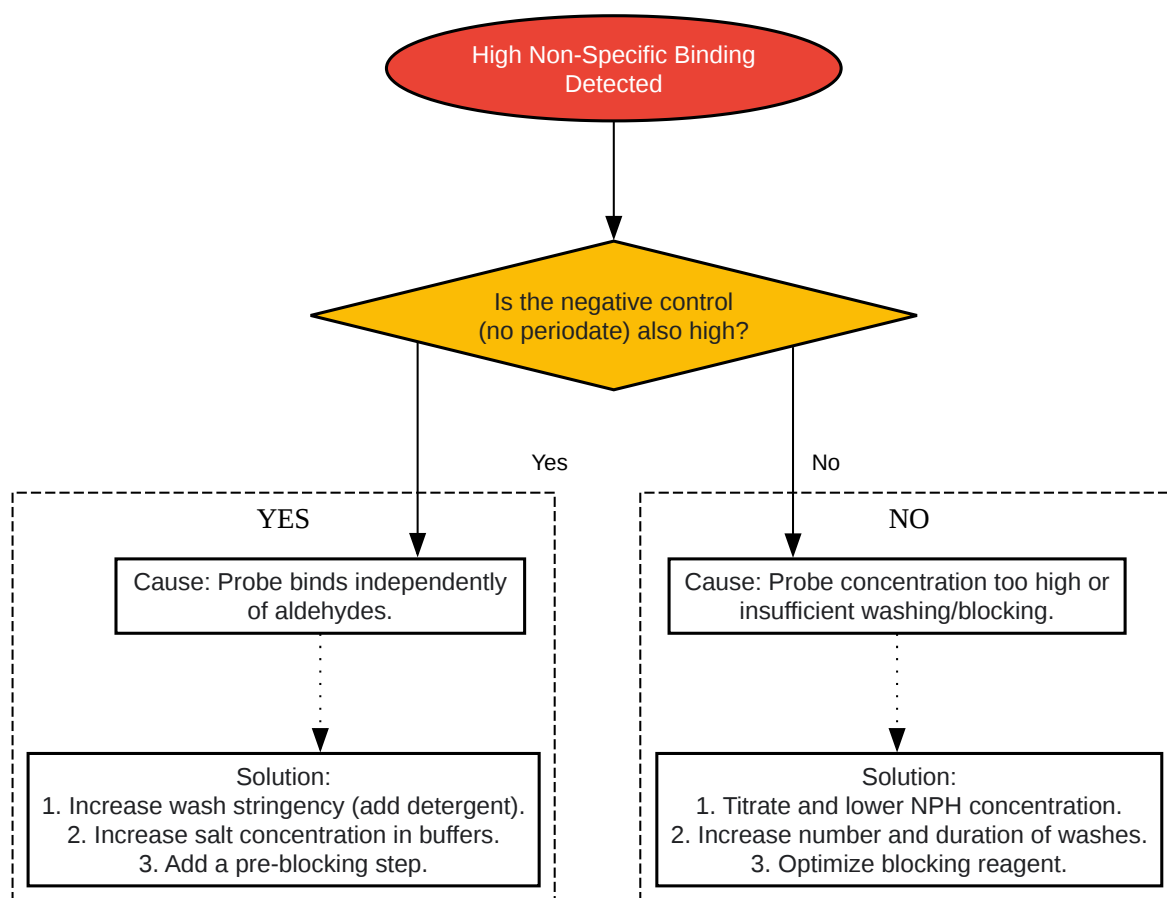 High Non-Specific Binding
Detected
Is the negative control
(no periodate) also high?
Yes
No
YES
Cause: Probe binds independently
of aldehydes.
Solution:
1. Increase wash stringency (add detergent).
2. Increase salt concentration in buffers.
3. Add a pre-blocking step.
NO
Cause: Probe concentration too high or
insufficient washing/blocking.
Solution:
1. Titrate and lower NPH concentration.
2. Increase number and duration of washes.
3. Optimize blocking reagent.